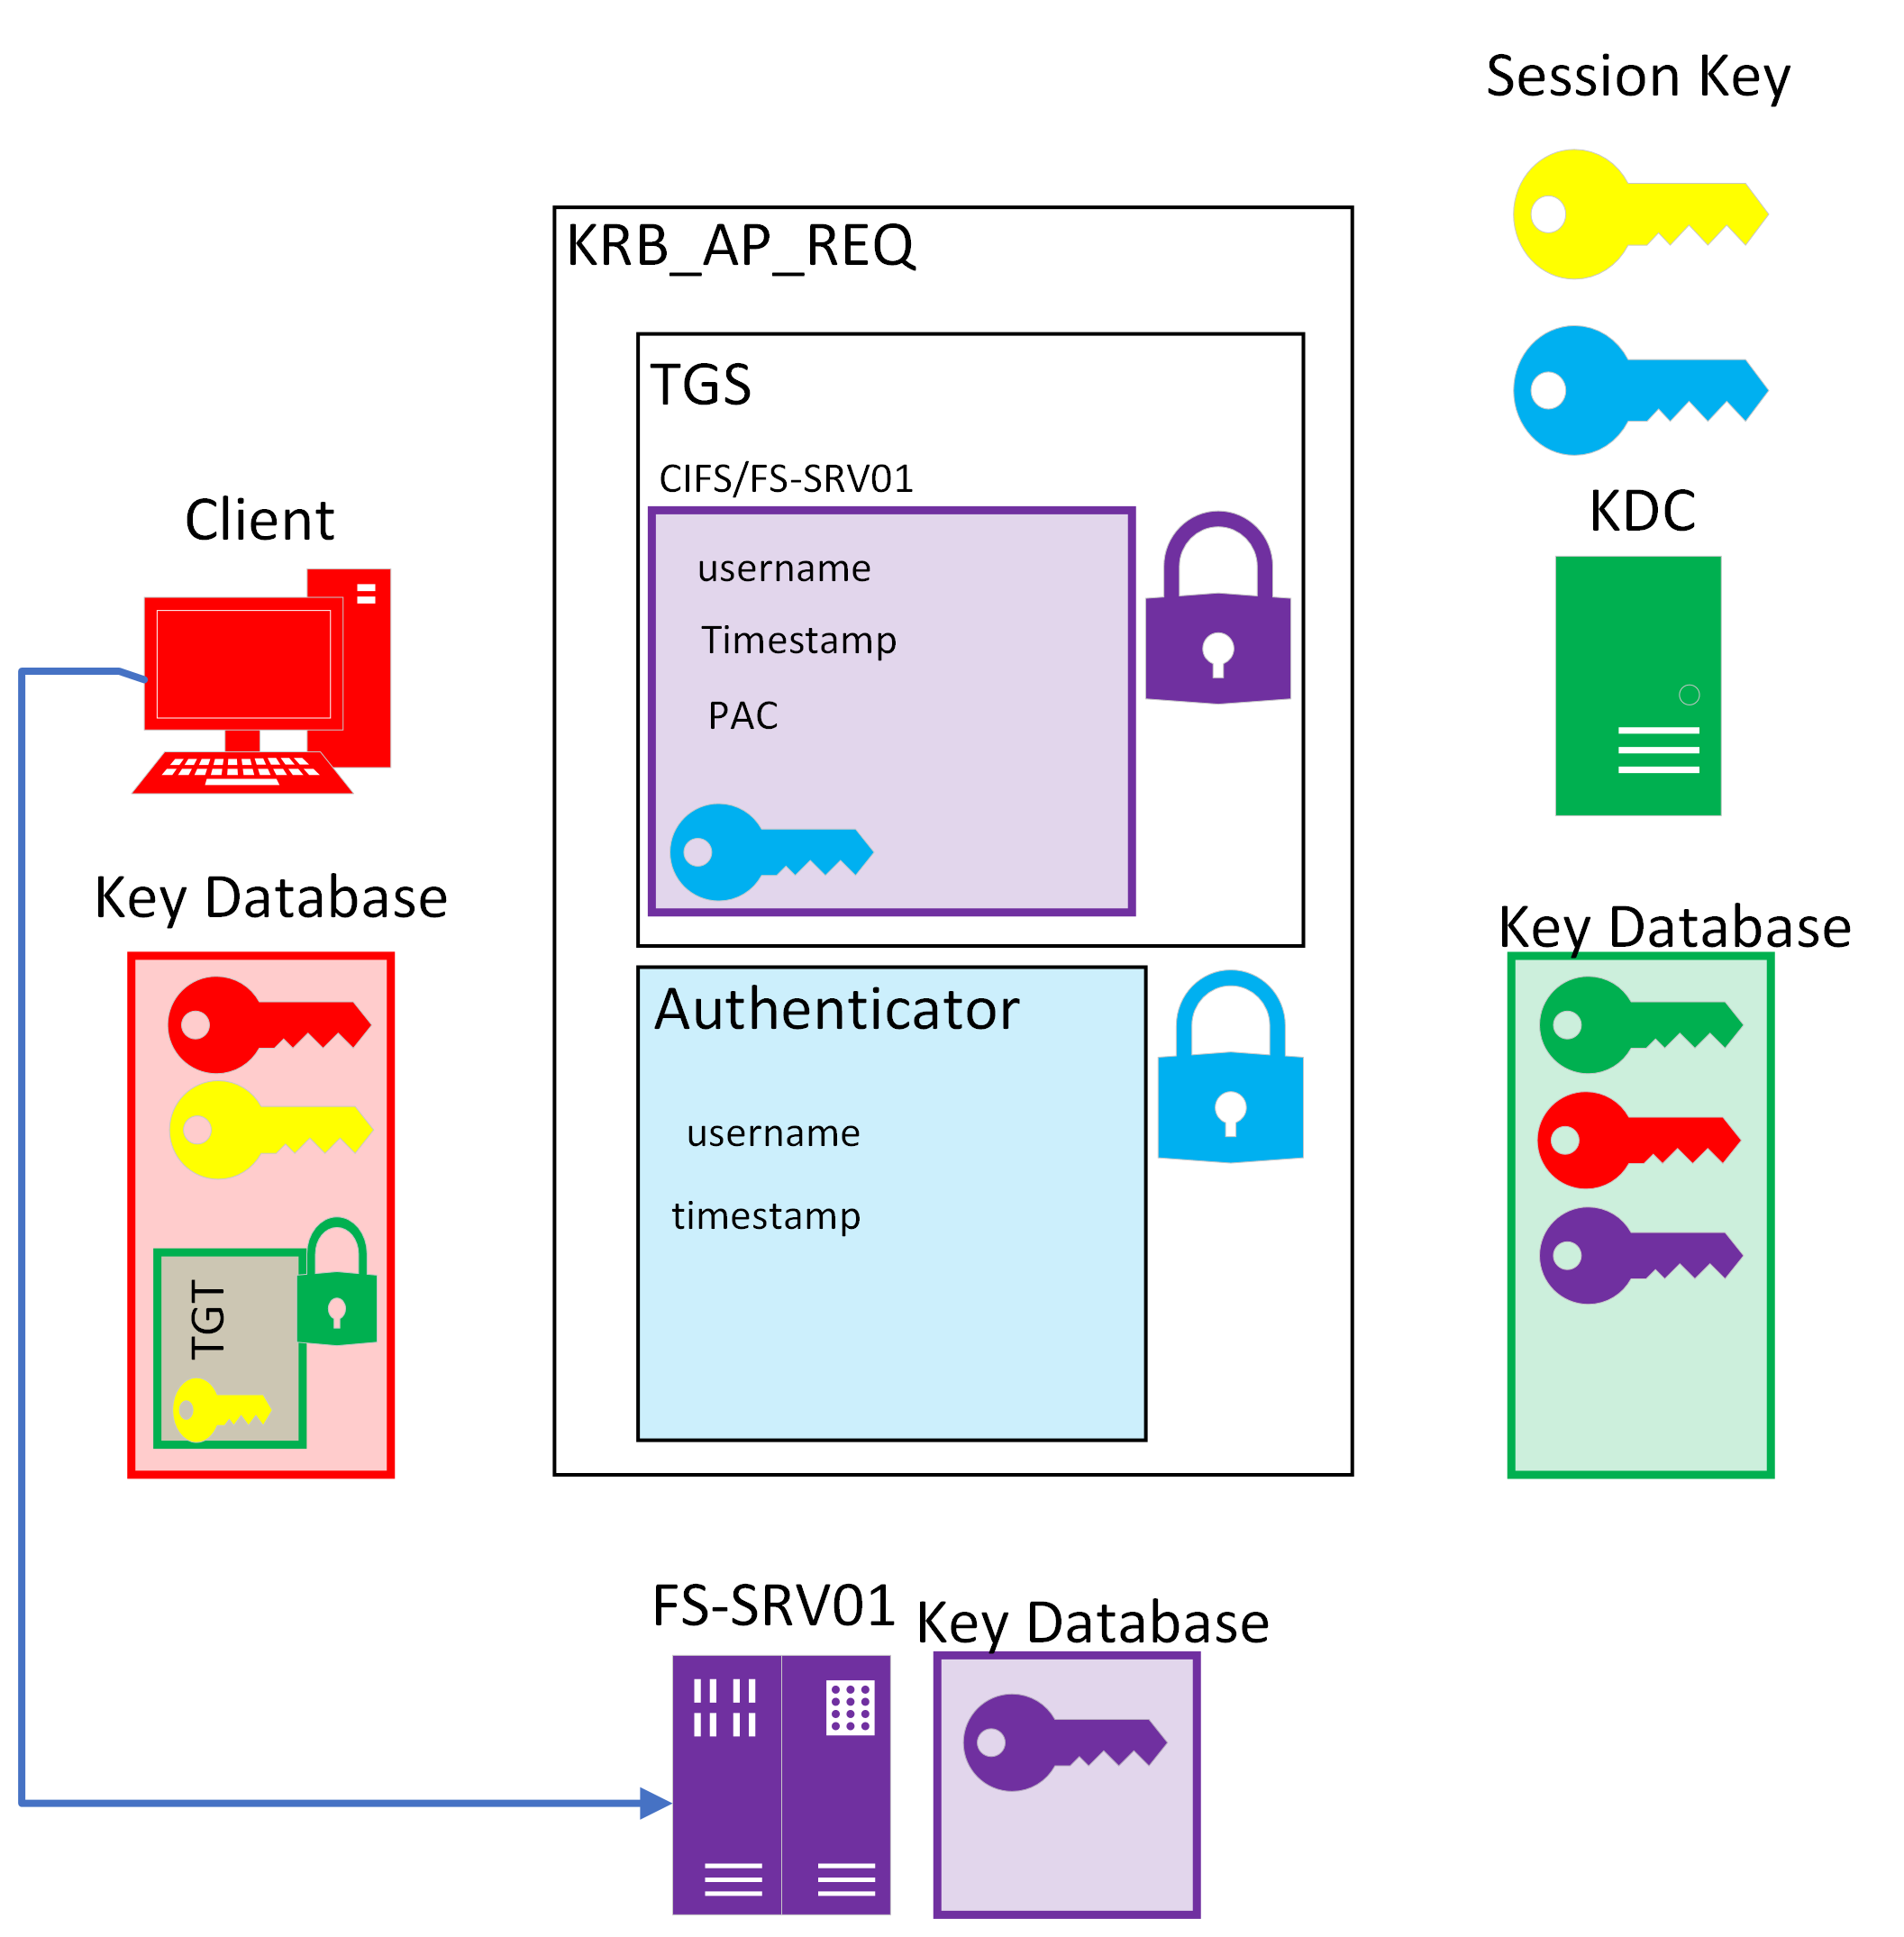 Session Key
KRB_AP_REQ
TGS
CIFS/FS-SRV01
username
Timestamp
PAC
Client
KDC
Key Database
Key Database
Authenticator
username
timestamp
TGT
FS-SRV01
Key Database